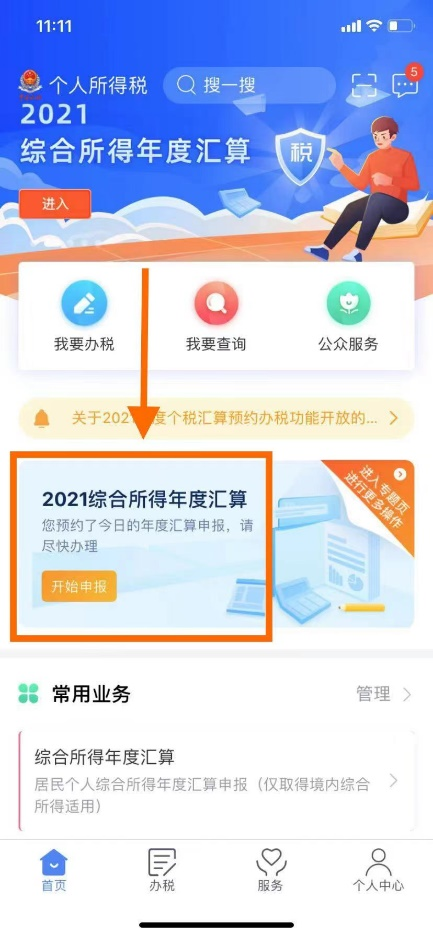 11:11
个人所得税
搜一搜
5
2021
综合所得年度汇算
税
进入
我要办税
我要查询
公众服务
关于2021年度个税汇算预约办税功能开放的...
2021综合所得年度汇算
您预约了今日的年度汇算申报，请
尽快办理
开始申报
进入专题页
进行更多操作
常用业务
管理
综合所得年度汇算
居民个人综合所得年度汇算申报（仅取得境内综合
所得适用）
首页
办税
服务
个人中心